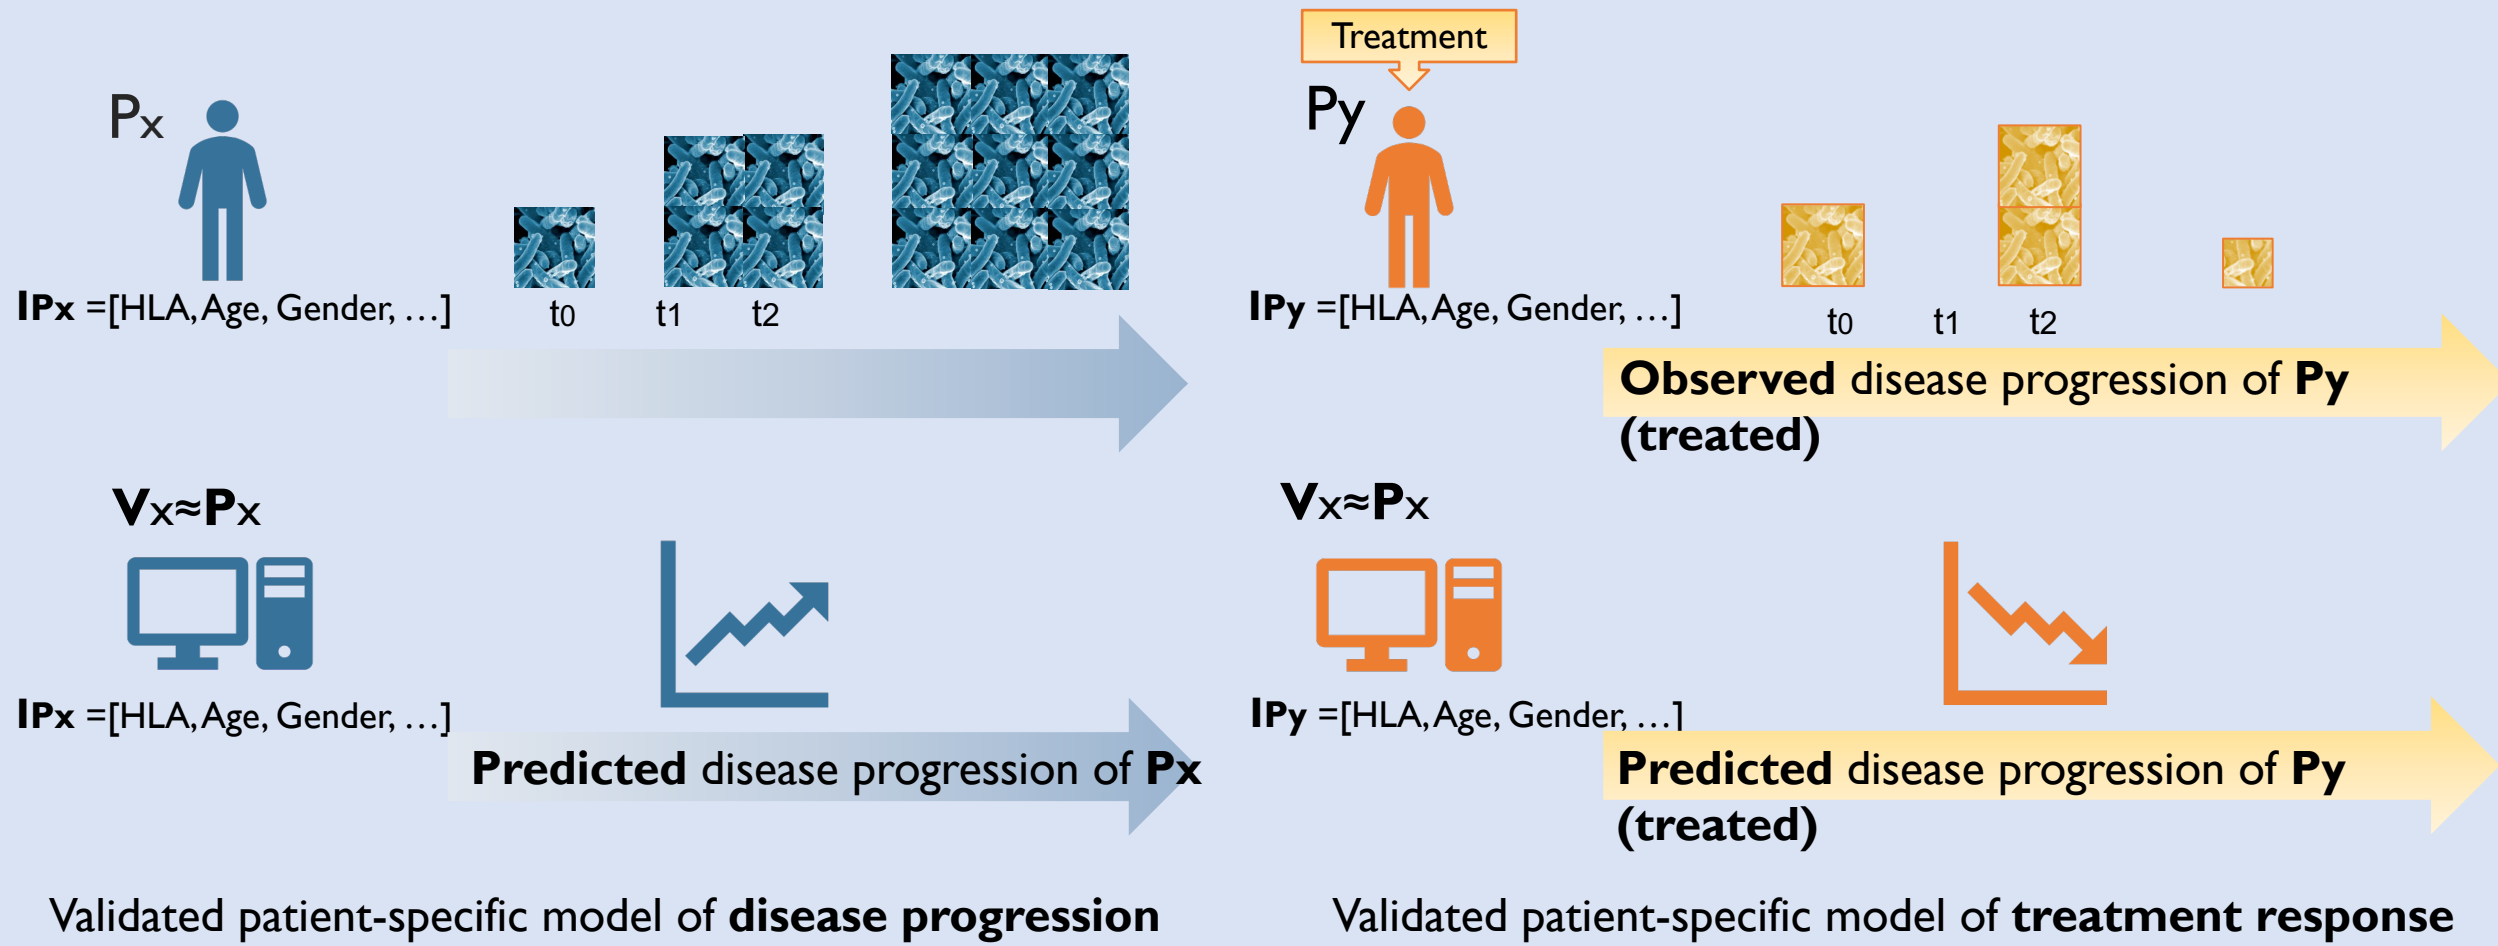 Px
IPx =[HLA, Age, Gender, …]
t0 t1 t2
Treatment
Py
IPy =[HLA, Age, Gender, …]
t0 t1 t2
Observed disease progression of Py
(treated)
Vx≈Px
IPx =[HLA, Age, Gender, …]
Predicted disease progression of Px
Validated patient-specific model of disease progression
Vx≈Px
IPy =[HLA, Age, Gender, …]
Predicted disease progression of Py
(treated)
Validated patient-specific model of treatment response